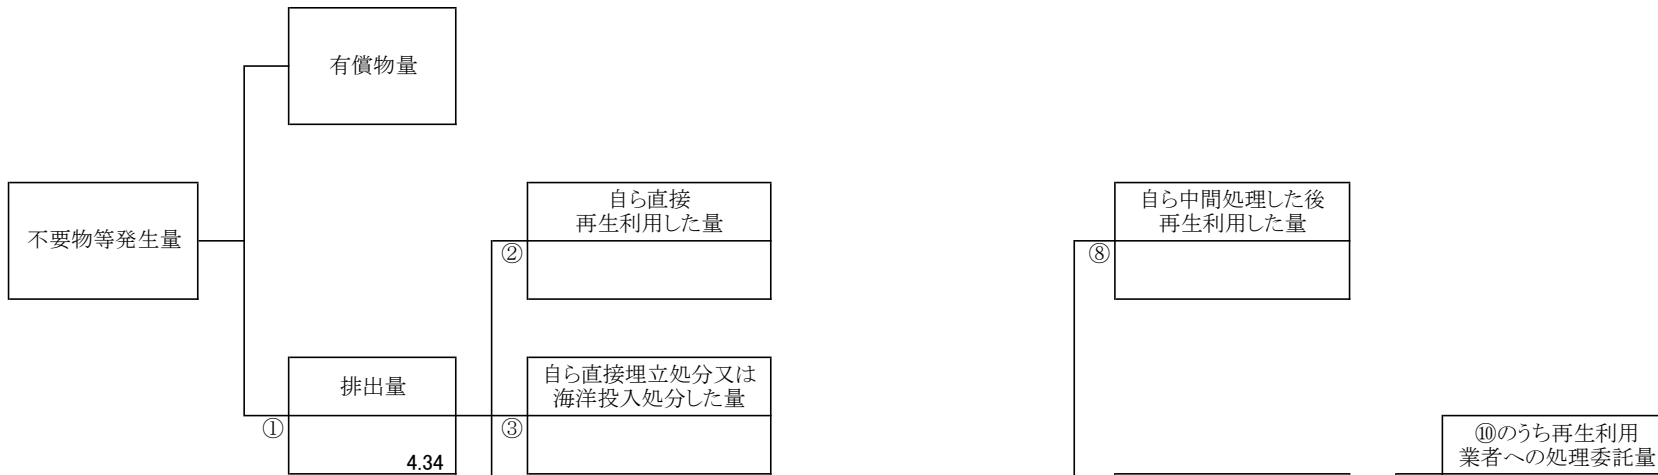 有償物量
不要物等発生量
自ら直接
再生利用した量
②
自ら中間処理した後
再生利用した量
⑧
排出量
①
4.34
自ら直接埋立処分又は
海洋投入処分した量
③
⑩のうち再生利用
業者への処理委託量